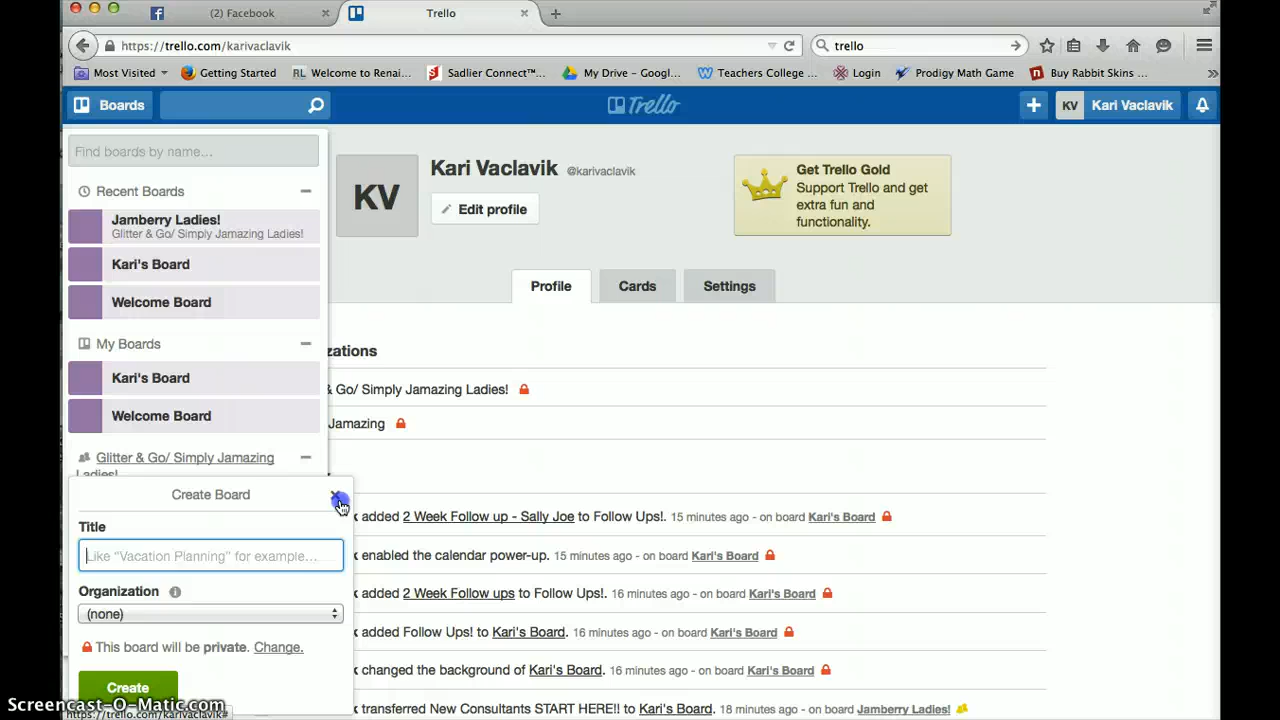 (2) Facebook
Trello
https://trello.com/karivaclavik
trello
Most Visited
Getting Started
RL Welcome to Renai...
Sadlier Connect™...
My Drive – Googl...
Teachers College ...
Login
Prodigy Math Game
Buy Rabbit Skins ...
Boards
Trello
KV Kari Vaclavik
Find boards by name...
Recent Boards
Jamberry Ladies!
Glitter & Go/ Simply Jamazing Ladies!
Kari's Board
Welcome Board
My Boards
Kari's Board
Welcome Board
Glitter & Go/ Simply Jamazing
Ladies!
Create Board
Title
Like “Vacation Planning” for example...
Organization
(none)
This board will be private. Change.
Create
KV
Kari Vaclavik @karivaclavik
Edit profile
Get Trello Gold
Support Trello and get
extra fun and
functionality.
Profile
Cards
Settings
zations
& Go/ Simply Jamazing Ladies!
Jamazing
k added 2 Week Follow up - Sally Joe to Follow Ups!. 15 minutes ago - on board Kari's Board
k enabled the calendar power-up. 15 minutes ago - on board Kari's Board
k added 2 Week Follow ups to Follow Ups!. 16 minutes ago - on board Kari's Board
k added Follow Ups! to Kari's Board. 16 minutes ago - on board Kari's Board
k changed the background of Kari's Board. 16 minutes ago - on board Kari's Board
k transferred New Consultants START HERE!! to Kari's Board. 18 minutes ago - on board Jamberry Ladies!
Screencast-O-Matic.com
https://trello.com/karivaclavik#